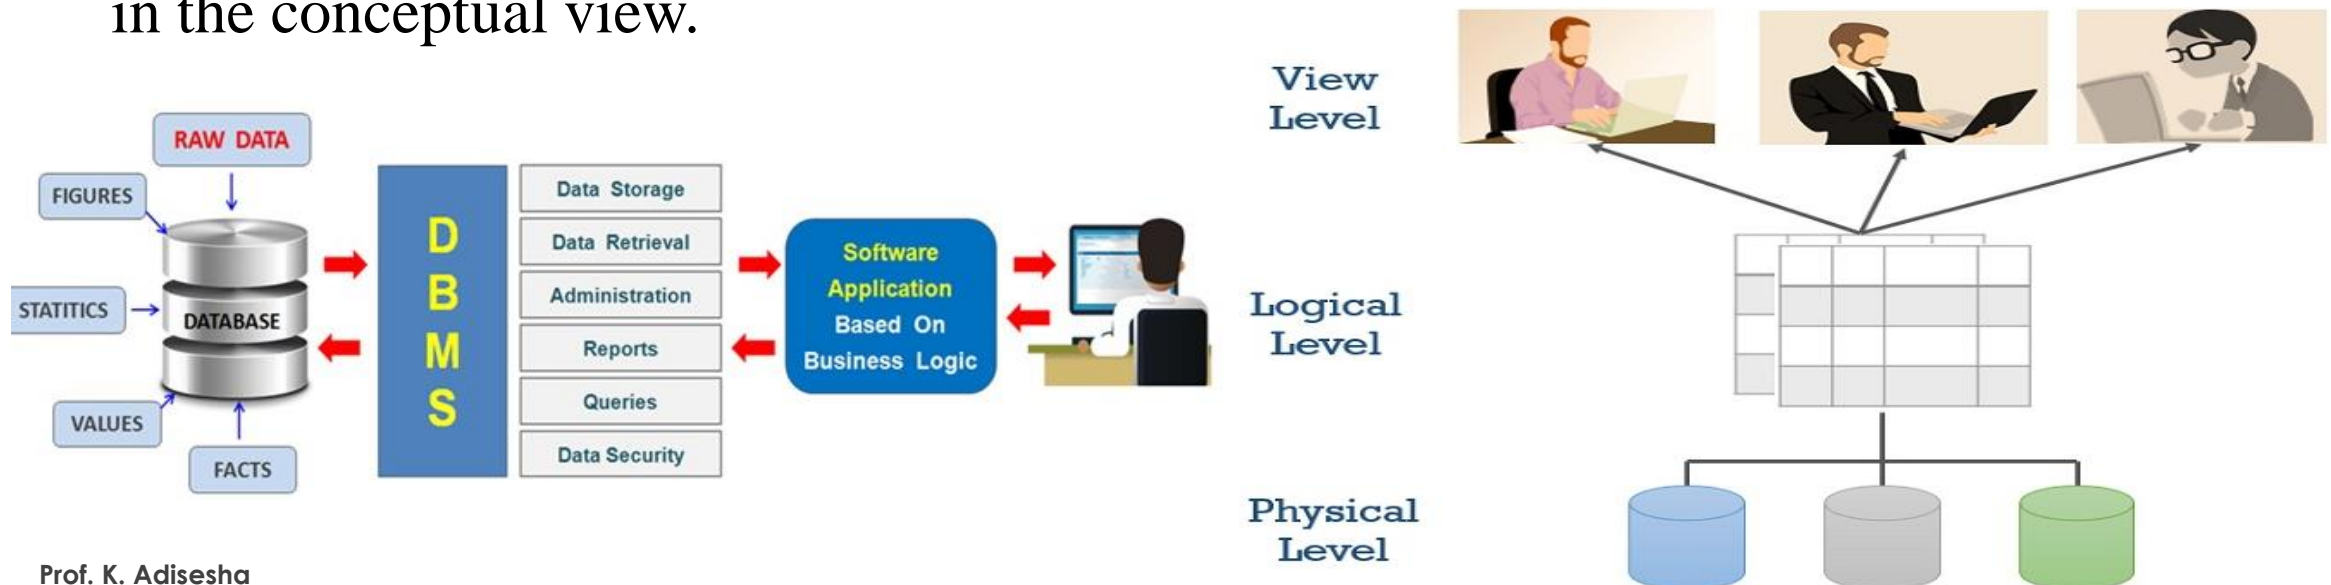 in the conceptual view.
RAW DATA
FIGURES
STATITICS
DATABASE
VALUES
FACTS
D
B
M
S
Data Storage
Data Retrieval
Administration
Reports
Queries
Data Security
Software
Application
Based On
Business Logic
View
Level
Logical
Level
Physical
Level
Prof. K. Adisesha